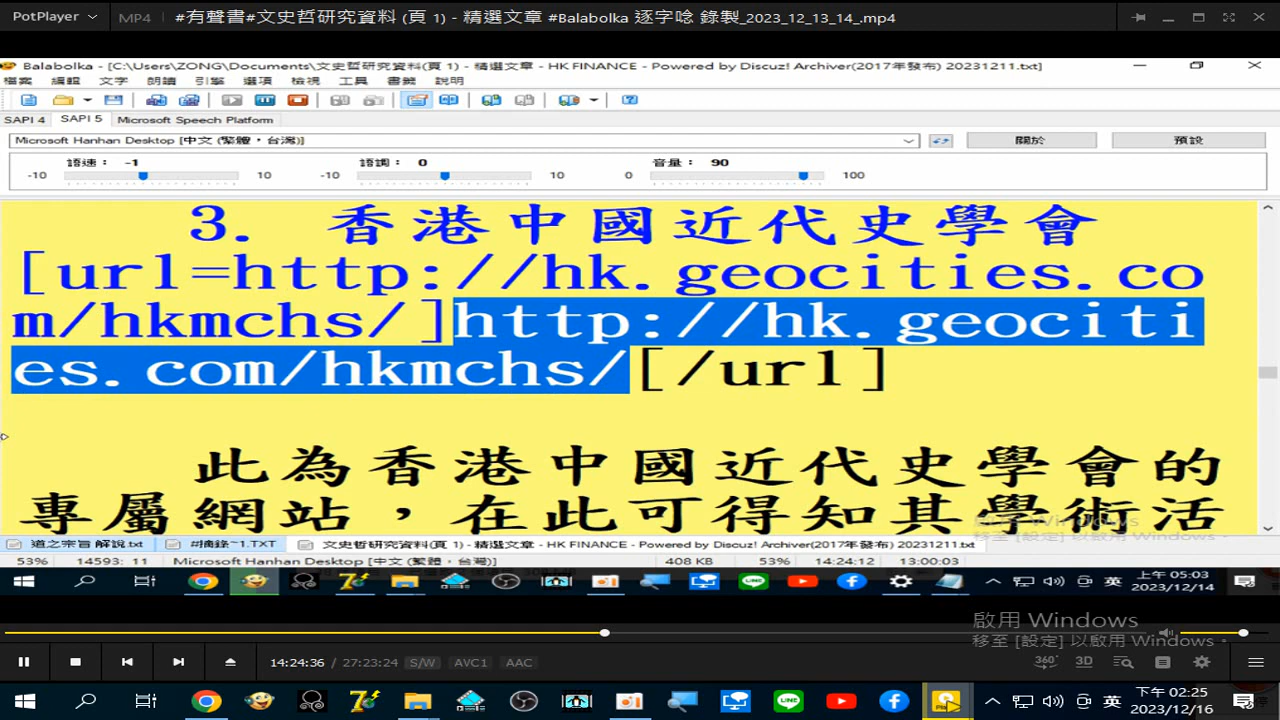 PotPlayer MP4 #有聲書#文史哲研究資料 (頁 1) - 精選文章 #Balabolka 逐字唸 錄製_2023_12_13_14_.mp4
Balabolka - [C:\Users\ZONG\Documents\文史哲研究資料(頁 1) - 精選文章 - HK FINANCE - Powered by Discuz! Archiver(2017年發布) 20231211.txt]
檔案 編輯 文字 朗讀 引擎 選項 檢視 工具 書籤 說明
SAPI 4 SAPI 5 Microsoft Speech Platform
Microsoft Hanhan Desktop [中文 (繁體，台灣)] 關於 預設
語速： -1 語調： 0 音量： 90
-10 10 -10 10 0 100
3. 香港中國近代史學會
[url=http://hk.geocities.co
m/hkmchs/]http://hk.geociti
es.com/hkmchs/[/url]
此為香港中國近代史學會的
專屬網站，在此可得知其學術活
啟用 Windows
移至 [設定] 以啟用 Windows。
道之宗旨 解說.txt #摘錄~1.TXT 文史哲研究資料(頁 1) - 精選文章 - HK FINANCE - Powered by Discuz! Archiver(2017年發布) 20231211.txt
53% 14593: 11 Microsoft Hanhan Desktop [中文 (繁體，台灣)] 408 KB 53% 14:24:12 13:00:03
英 上午 05:03
2023/12/14
啟用 Windows
移至 [設定] 以啟用 Windows。
14:24:36 / 27:23:24 S/W AVC1 AAC 360° 3D
英 下午 02:25
2023/12/16